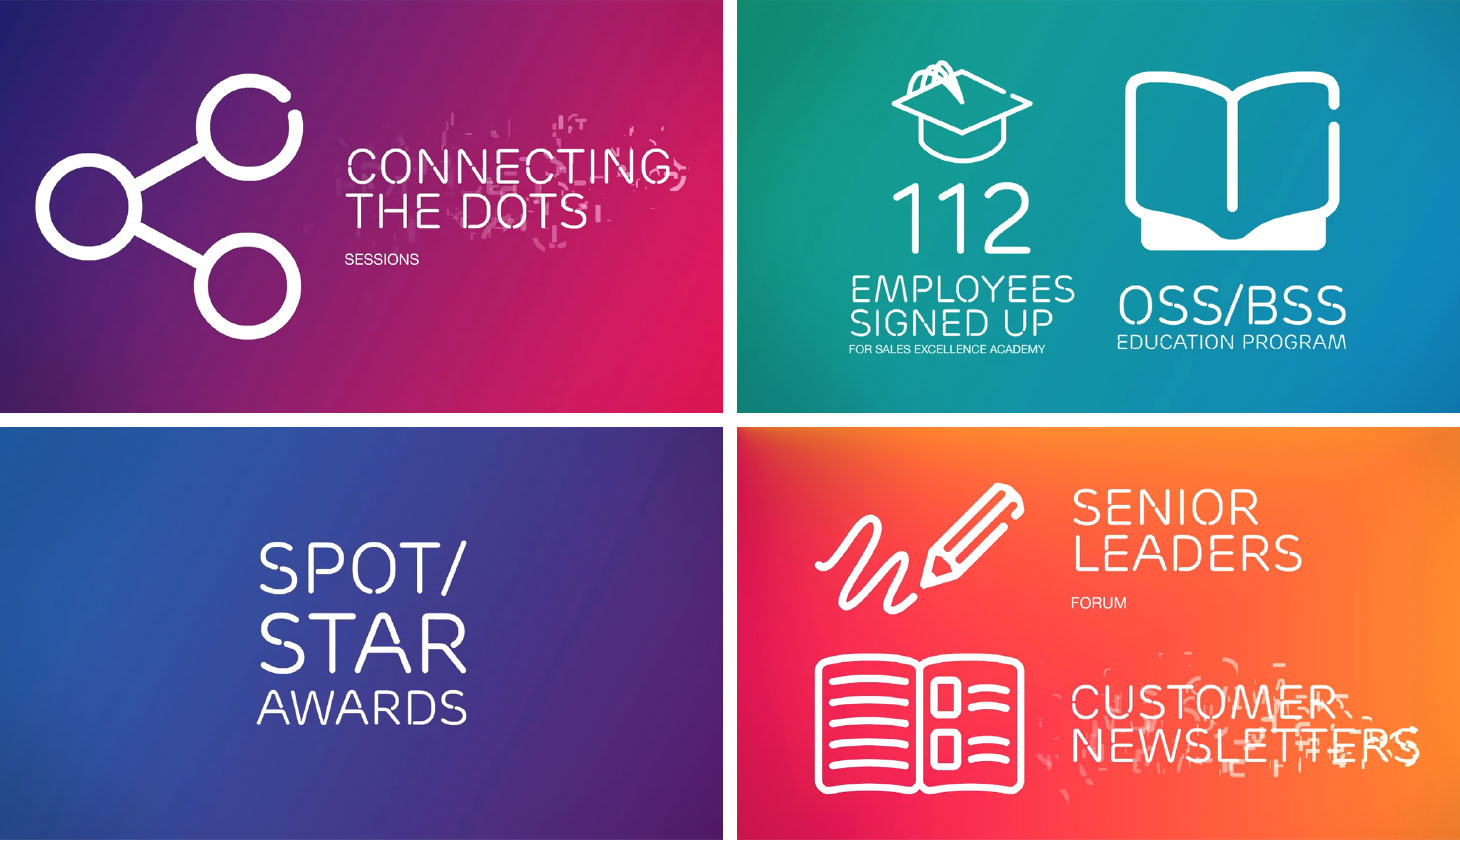 CONNECTING
THE DOTS
SESSIONS
112
EMPLOYEES
SIGNED UP
FOR SALES EXCELLENCE ACADEMY
OSS/BSS
EDUCATION PROGRAM
SPOT/
STAR
AWARDS
SENIOR
LEADERS
FORUM
CUSTOMER
NEWSLETTERS